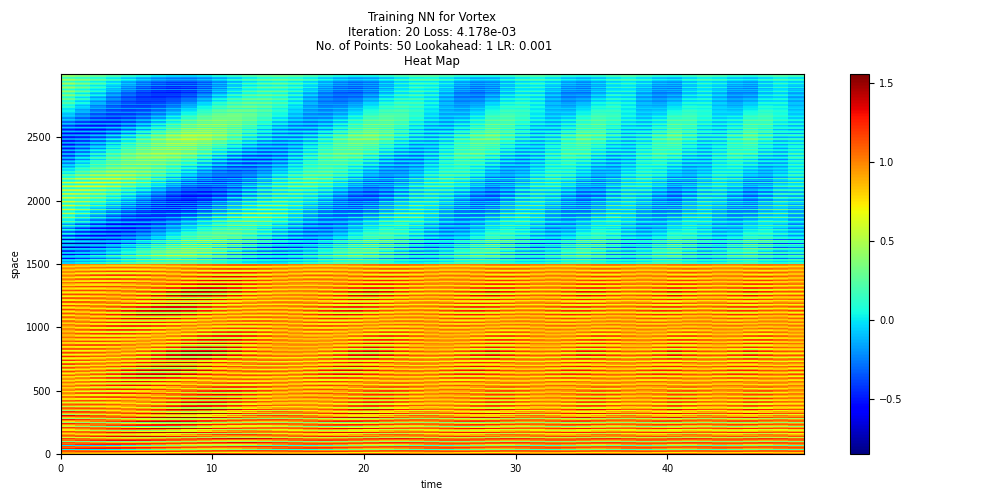 Training NN for Vortex
Iteration: 20 Loss: 4.178e-03
No. of Points: 50 Lookahead: 1 LR: 0.001
Heat Map
2500
2000
1500
1000
500
0
space
0 10 20 30 40
time
1.5
1.0
0.5
0.0
−0.5